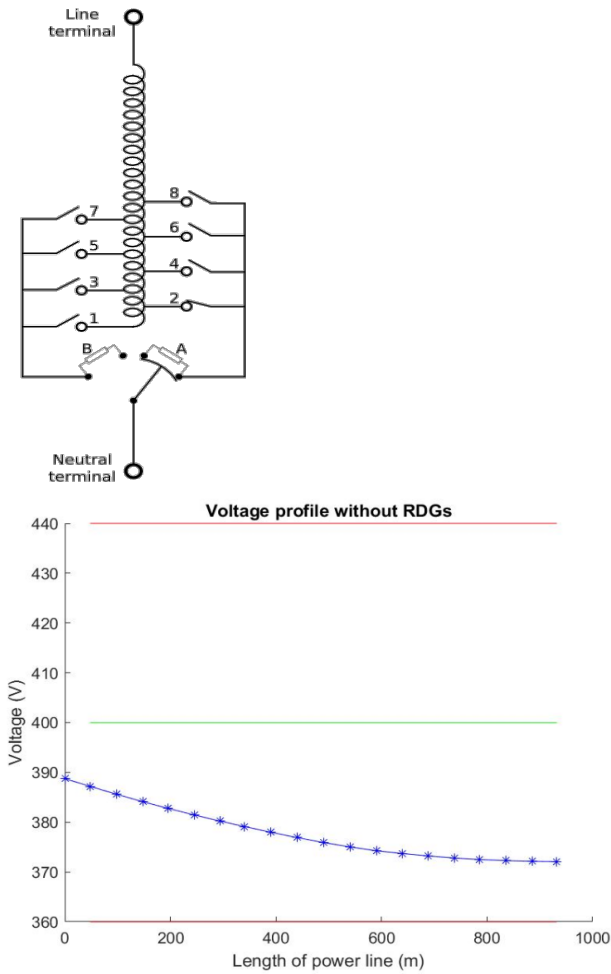 Line
terminal
8
7
6
5
4
3
2
1
B
A
Neutral
terminal
Voltage profile without RDGs
440
430
420
410
400
390
380
370
360
Voltage (V)
0 200 400 600 800 1000
Length of power line (m)